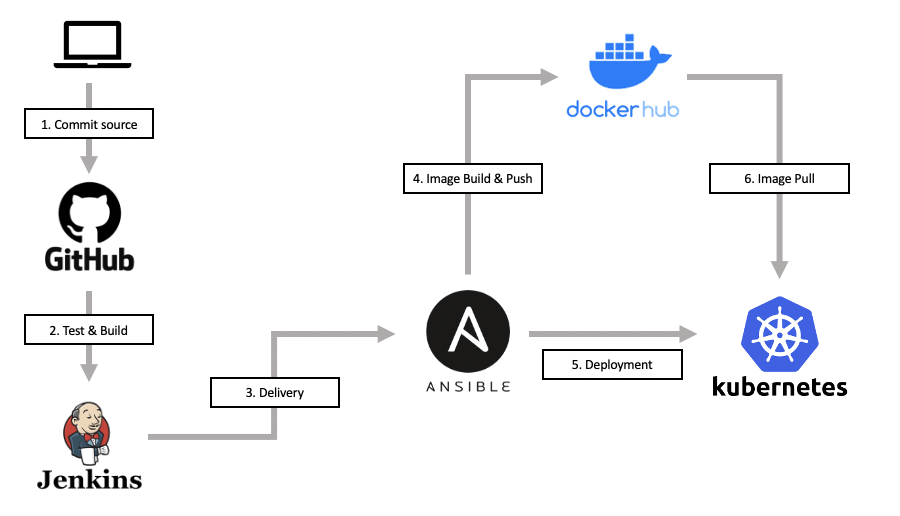 1. Commit source
GitHub
2. Test & Build
Jenkins
3. Delivery
ANSIBLE
4. Image Build & Push
docker hub
5. Deployment
6. Image Pull
kubernetes